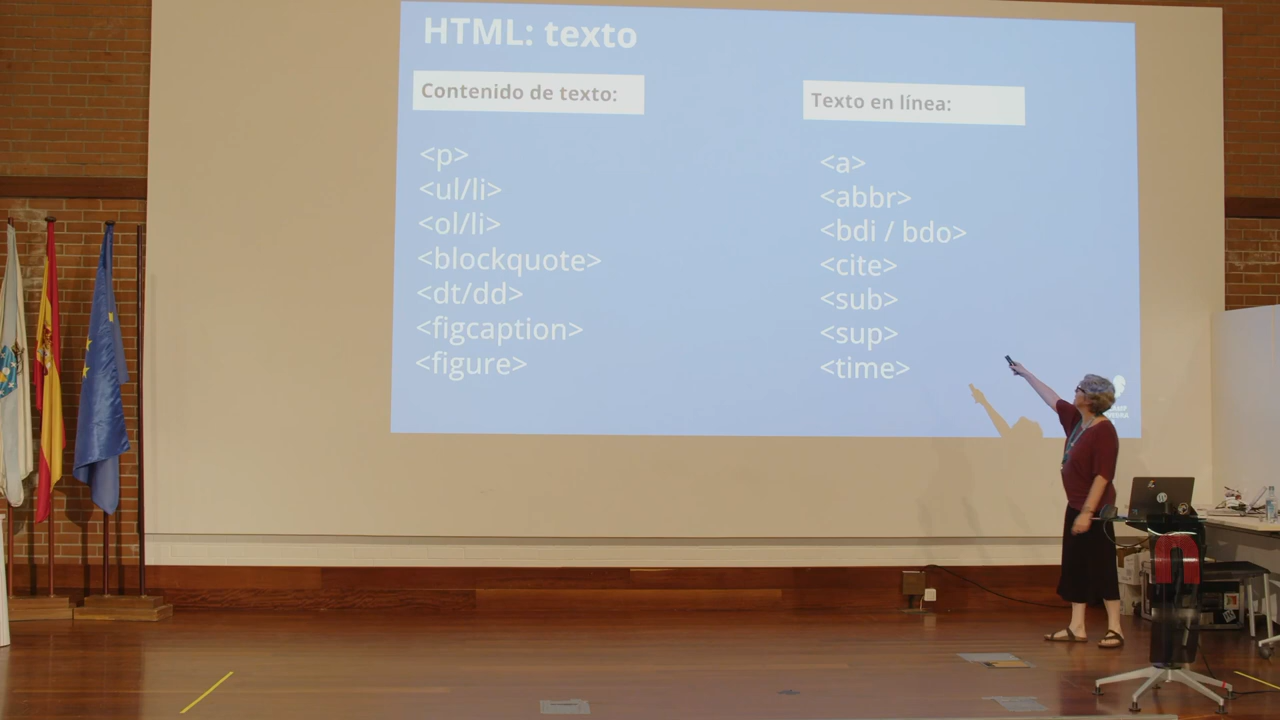 HTML: texto
Contenido de texto:
<p>
<ul/li>
<ol/li>
<blockquote>
<dt/dd>
<figcaption>
<figure>
Texto en línea:
<a>
<abbr>
<bdi / bdo>
<cite>
<sub>
<sup>
<time>